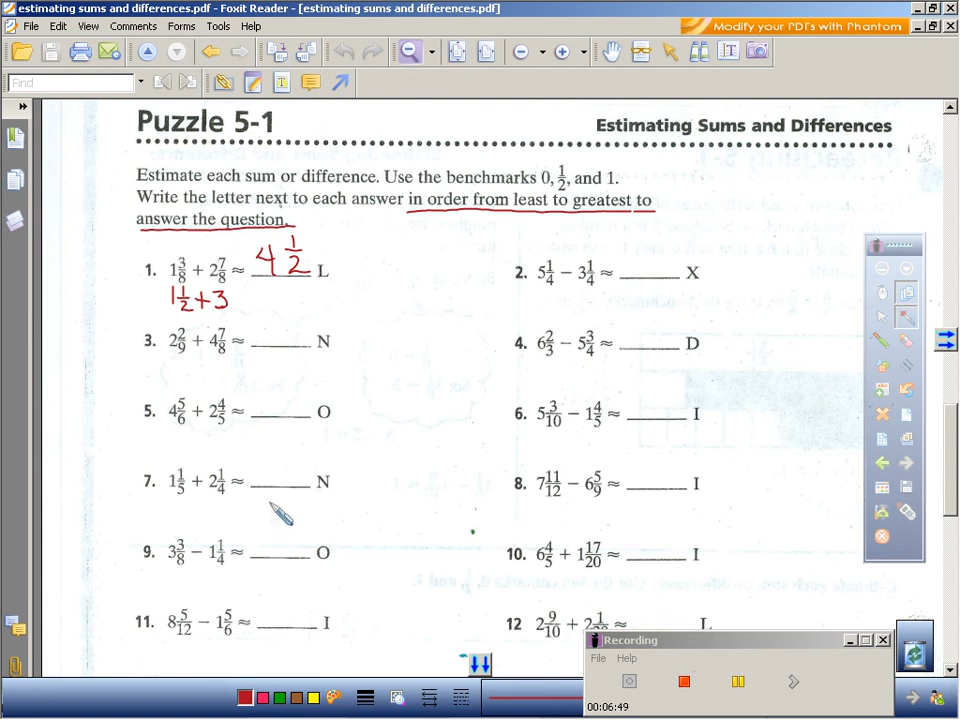 estimating sums and differences.pdf - Foxit Reader - [estimating sums and differences.pdf]
File Edit View Comments Forms Tools Help
Modify your PDFs with Phantom
Find
Puzzle 5-1
Estimating Sums and Differences
Estimate each sum or difference. Use the benchmarks 0, 1/2, and 1.
Write the letter next to each answer in order from least to greatest to
answer the question.
1. 1 3/8 + 2 7/8 ≈ 4 1/2 L
1 1/2 + 3
2. 5 1/4 − 3 1/4 ≈ ______ X
3. 2 2/9 + 4 7/8 ≈ ______ N
4. 6 2/3 − 5 3/4 ≈ ______ D
5. 4 5/6 + 2 4/5 ≈ ______ O
6. 5 3/10 − 1 4/5 ≈ ______ I
7. 1 1/5 + 2 1/4 ≈ ______ N
8. 7 11/12 − 6 5/9 ≈ ______ I
9. 3 3/8 − 1 1/4 ≈ ______ O
10. 6 4/5 + 1 17/20 ≈ ______ I
11. 8 5/12 − 1 5/6 ≈ ______ I
12 2 9/10 + 2 ≈ L
Recording
File Help
00:06:49